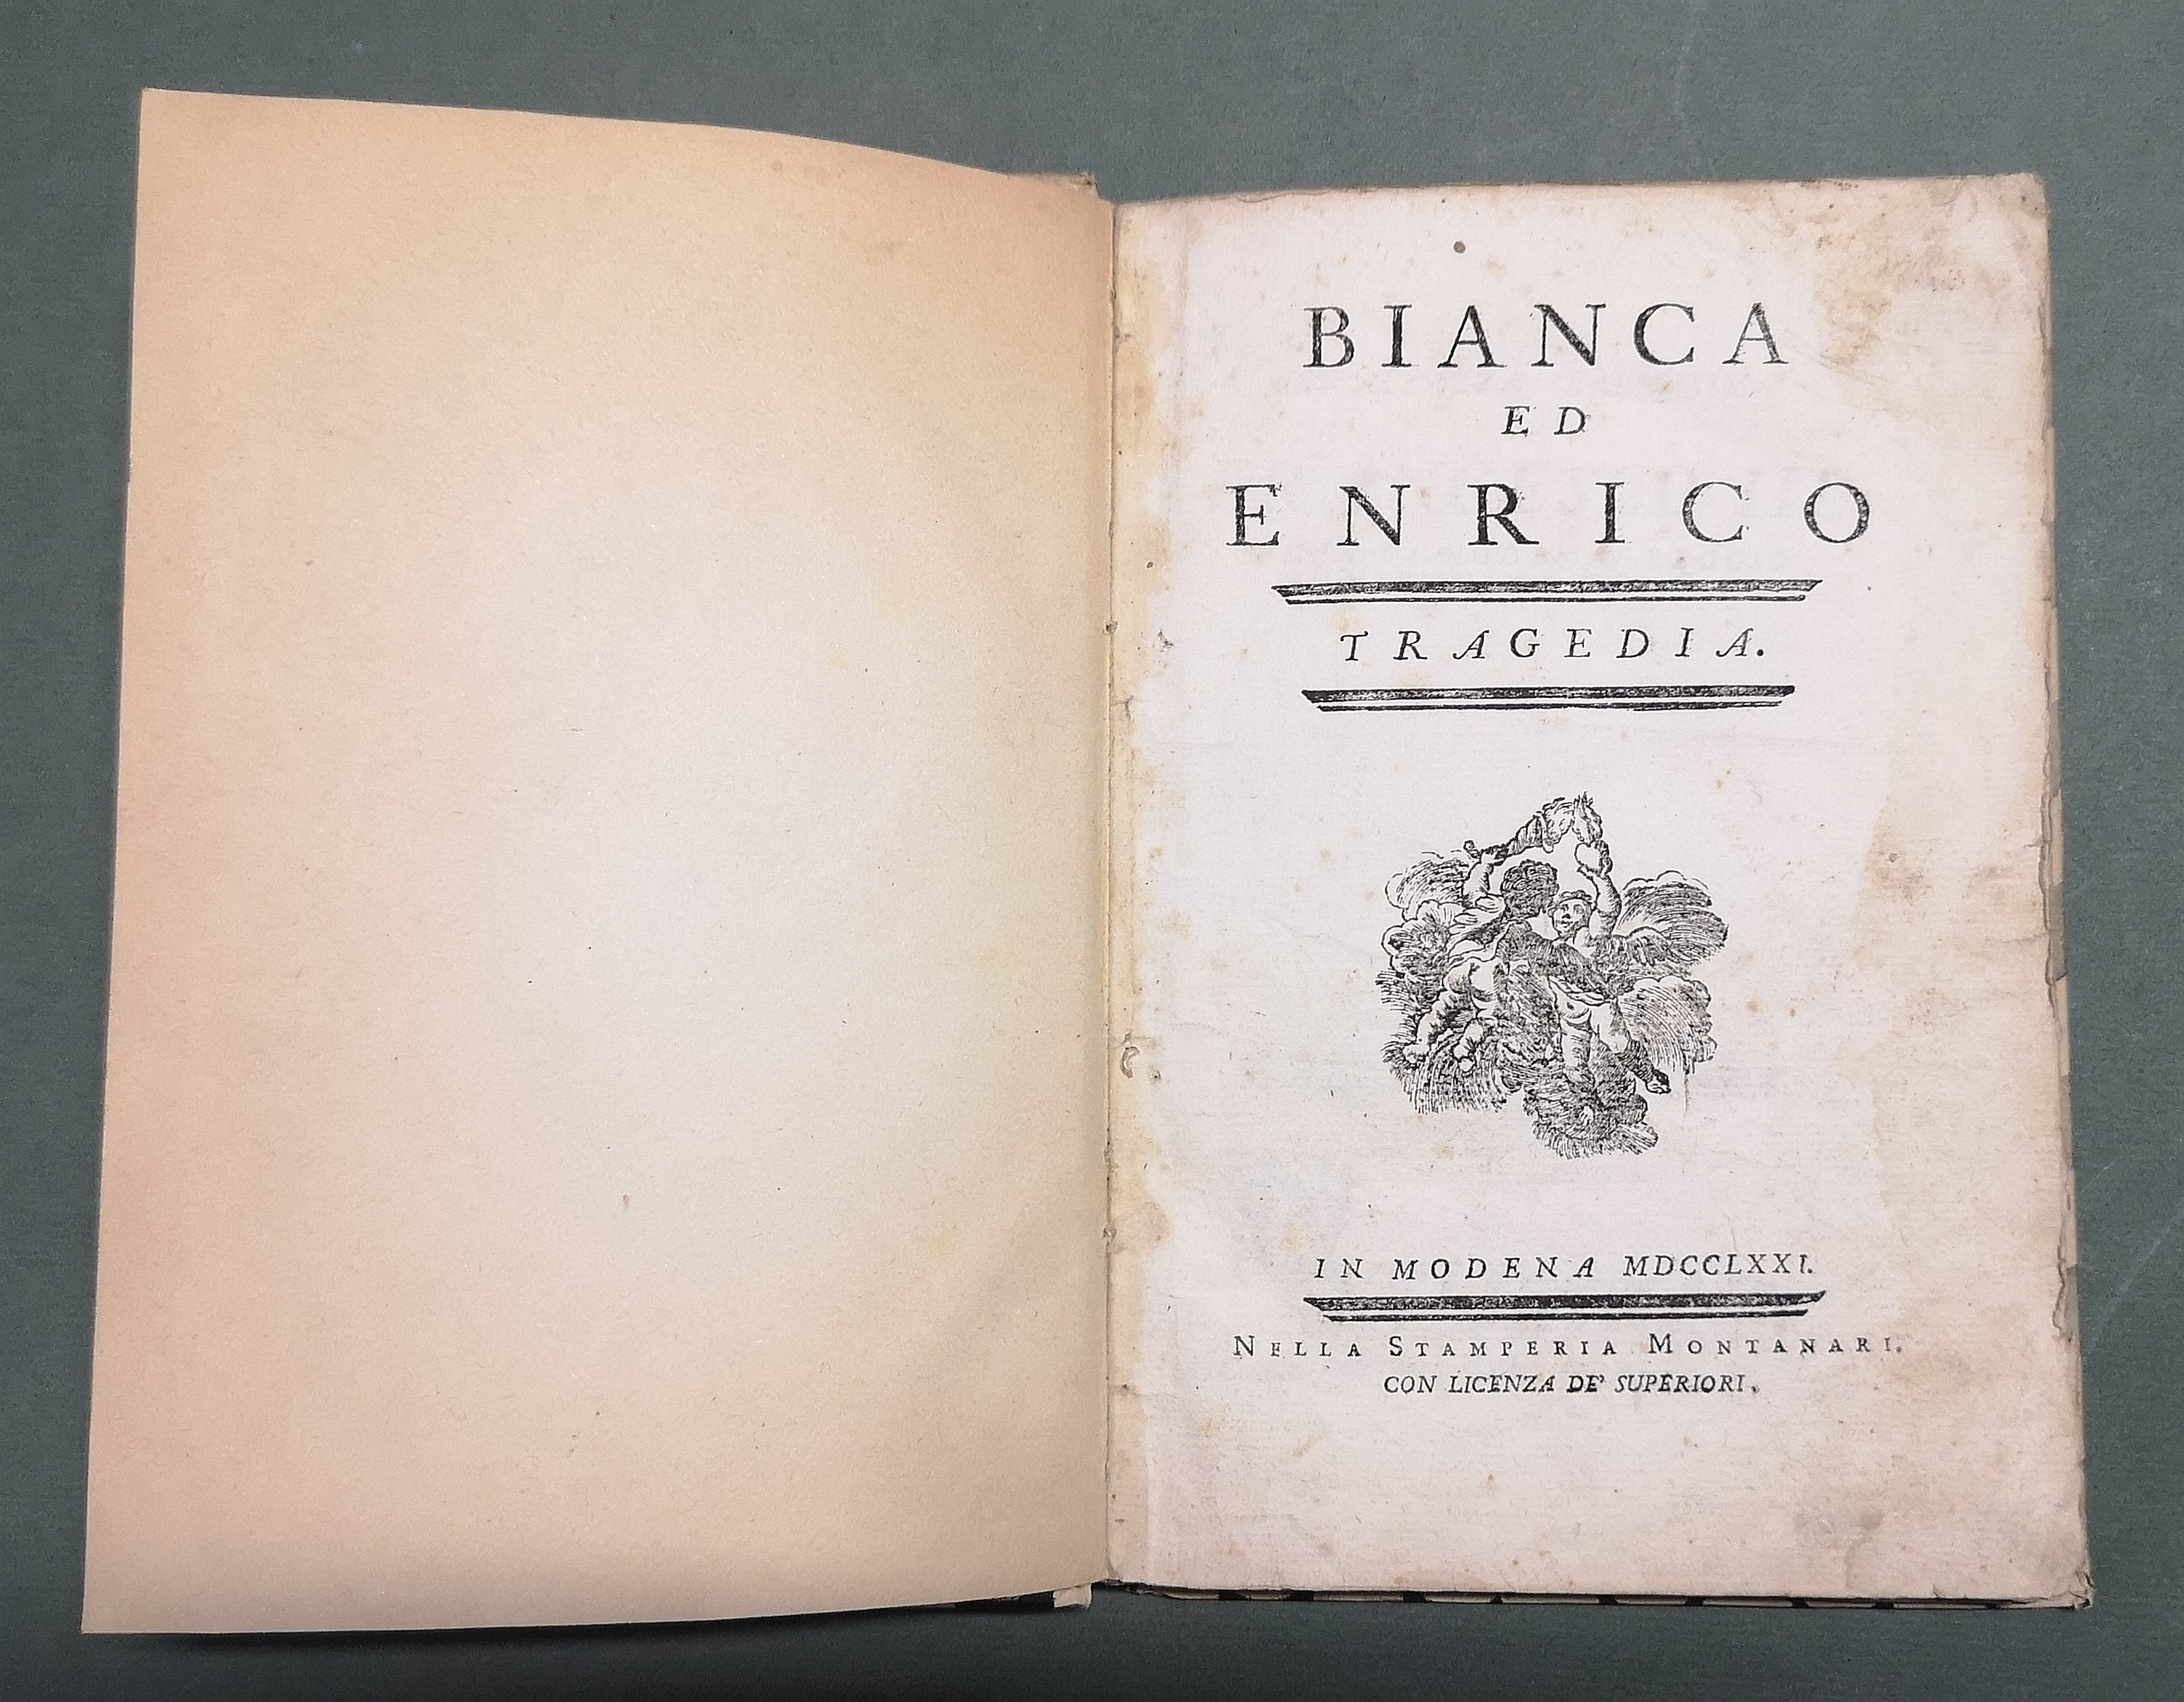 BIANCA
ED
ENRICO
TRAGEDIA.
IN MODENA MDCCLXXI.
NELLA STAMPERIA MONTANARI.
CON LICENZA DE' SUPERIORI.